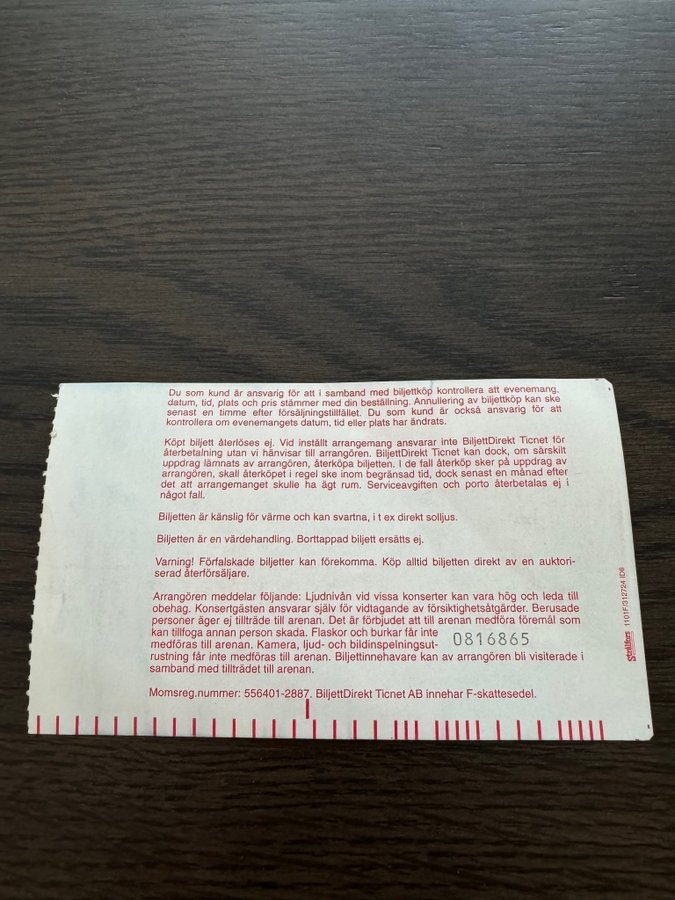 Du som kund är ansvarig för att i samband med biljettköp kontrollera att evenemang,
datum, tid, plats och pris stämmer med din beställning. Annullering av biljettköp kan ske
senast en timme efter försäljningstillfället. Du som kund är också ansvarig för att
kontrollera om evenemangets datum, tid eller plats har ändrats.
Köpt biljett återlöses ej. Vid inställt arrangemang ansvarar inte BiljettDirekt Ticnet för
återbetalning utan vi hänvisar till arrangören. BiljettDirekt Ticnet kan dock, om särskilt
uppdrag lämnats av arrangören, återköpa biljetten. I de fall återköp sker på uppdrag av
arrangören, skall återköpet i regel ske inom begränsad tid, dock senast en månad efter
det att arrangemanget skulle ha ägt rum. Serviceavgiften och porto återbetalas ej i
något fall.
Biljetten är känslig för värme och kan svartna, i t ex direkt solljus.
Biljetten är en värdehandling. Borttappad biljett ersätts ej.
Varning! Förfalskade biljetter kan förekomma. Köp alltid biljetten direkt av en auktori-
serad återförsäljare.
Arrangören meddelar följande: Ljudnivån vid vissa konserter kan vara hög och leda till
obehag. Konsertgästen ansvarar själv för vidtagande av försiktighetsåtgärder. Berusade
personer äger ej tillträde till arenan. Det är förbjudet att till arenan medföra föremål som
kan tillfoga annan person skada. Flaskor och burkar får inte
medföras till arenan. Kamera, ljud- och bildinspelningsut-
rustning får inte medföras till arenan. Biljettinnehavare kan av arrangören bli visiterade i
samband med tillträdet till arenan.
0816865
Momsreg.nummer: 556401-2887. BiljettDirekt Ticnet AB innehar F-skattesedel.
Strålfors 1101F/312724 ID6